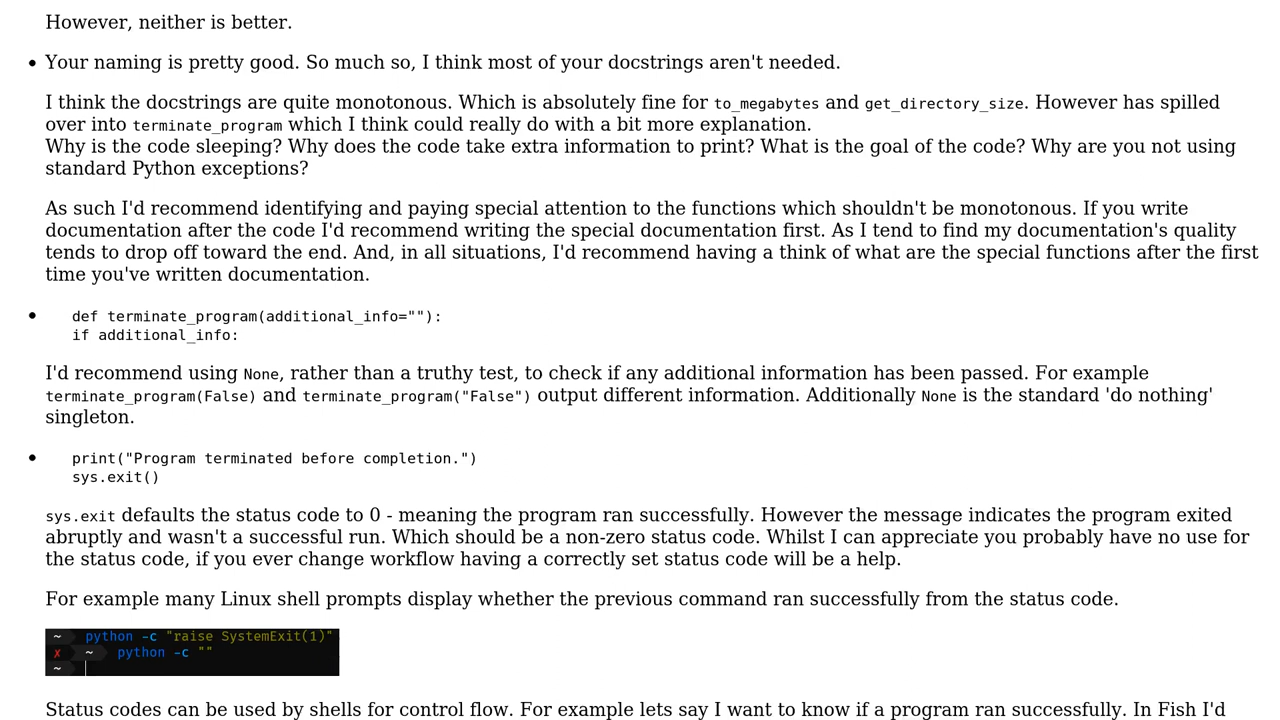 However, neither is better.
Your naming is pretty good. So much so, I think most of your docstrings aren't needed.
I think the docstrings are quite monotonous. Which is absolutely fine for to_megabytes and get_directory_size. However has spilled
over into terminate_program which I think could really do with a bit more explanation.
Why is the code sleeping? Why does the code take extra information to print? What is the goal of the code? Why are you not using
standard Python exceptions?
As such I'd recommend identifying and paying special attention to the functions which shouldn't be monotonous. If you write
documentation after the code I'd recommend writing the special documentation first. As I tend to find my documentation's quality
tends to drop off toward the end. And, in all situations, I'd recommend having a think of what are the special functions after the first
time you've written documentation.
def terminate_program(additional_info=""):
if additional_info:
I'd recommend using None, rather than a truthy test, to check if any additional information has been passed. For example
terminate_program(False) and terminate_program("False") output different information. Additionally None is the standard 'do nothing'
singleton.
print("Program terminated before completion.")
sys.exit()
sys.exit defaults the status code to 0 - meaning the program ran successfully. However the message indicates the program exited
abruptly and wasn't a successful run. Which should be a non-zero status code. Whilst I can appreciate you probably have no use for
the status code, if you ever change workflow having a correctly set status code will be a help.
For example many Linux shell prompts display whether the previous command ran successfully from the status code.
~ python -c "raise SystemExit(1)"
✗ ~ python -c ""
~
Status codes can be used by shells for control flow. For example lets say I want to know if a program ran successfully. In Fish I'd